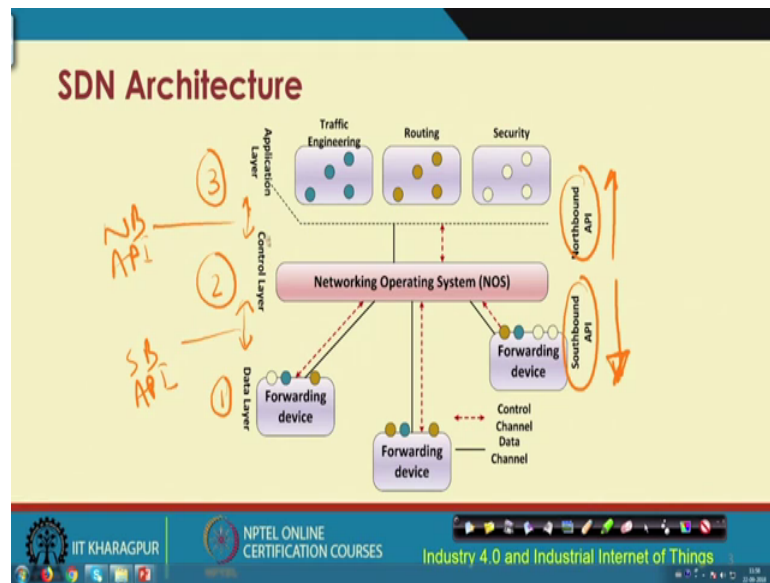 SDN Architecture
Traffic
Engineering
Routing
Security
Application
Layer
3
NB
API
Northbound
API
Control Layer
2
Networking Operating System (NOS)
SB
API
Southbound
API
Data Layer
1
Forwarding
device
Forwarding
device
Forwarding
device
Control
Channel
Data
Channel
IIT KHARAGPUR
NPTEL ONLINE
CERTIFICATION COURSES
NPTEL
Industry 4.0 and Industrial Internet of Things